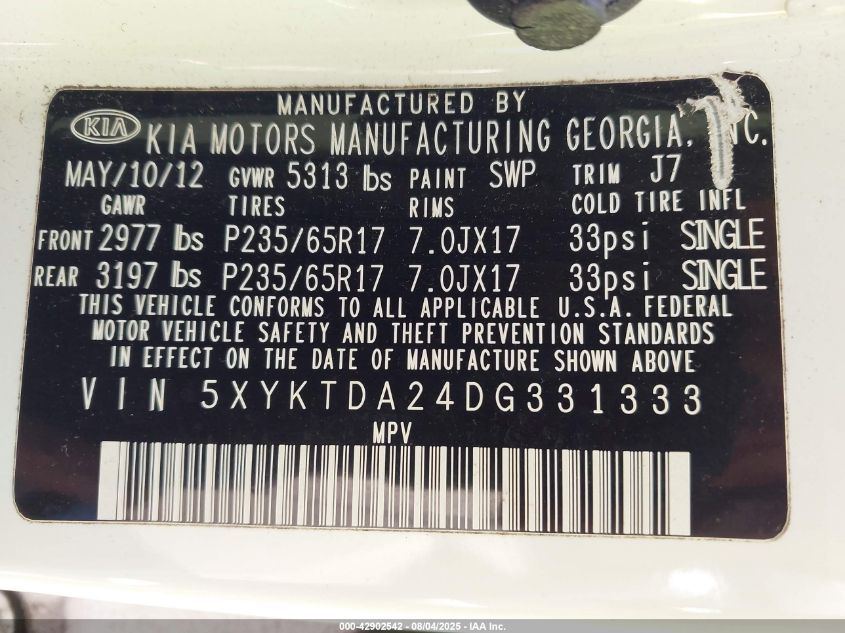 MANUFACTURED BY
KIA KIA MOTORS MANUFACTURING GEORGIA, INC.
MAY/10/12 GVWR 5313 lbs PAINT SWP TRIM J7
GAWR TIRES RIMS COLD TIRE INFL
FRONT 2977 lbs P235/65R17 7.0JX17 33psi SINGLE
REAR 3197 lbs P235/65R17 7.0JX17 33psi SINGLE
THIS VEHICLE CONFORMS TO ALL APPLICABLE U.S.A. FEDERAL
MOTOR VEHICLE SAFETY AND THEFT PREVENTION STANDARDS
IN EFFECT ON THE DATE OF MANUFACTURE SHOWN ABOVE
VIN 5XYKTDA24DG331333
MPV
000-42902542 - 08/04/2025 - IAA Inc.